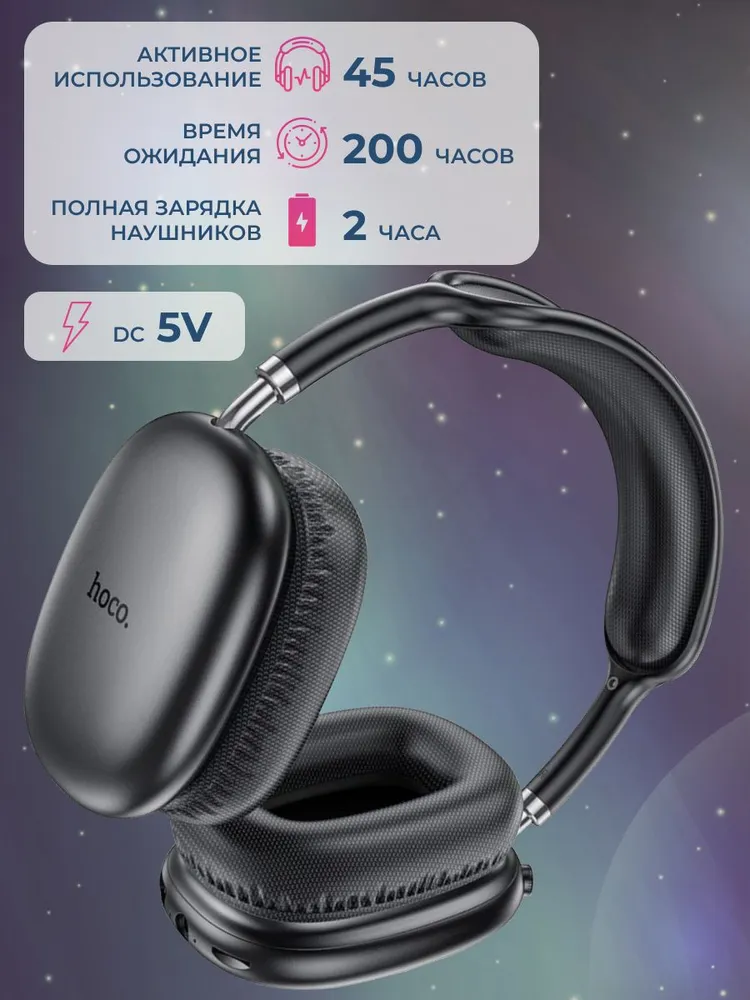 АКТИВНОЕ
ИСПОЛЬЗОВАНИЕ
45 ЧАСОВ
ВРЕМЯ
ОЖИДАНИЯ
200 ЧАСОВ
ПОЛНАЯ ЗАРЯДКА
НАУШНИКОВ
2 ЧАСА
DC 5V
hoco.